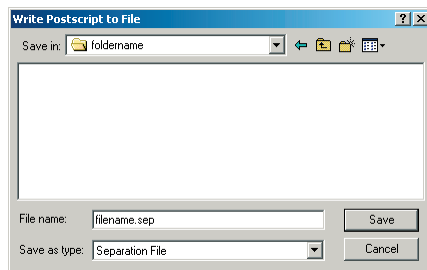 Write Postscript to File
Save in: foldername
File name: filename.sep Save
Save as type: Separation File Cancel